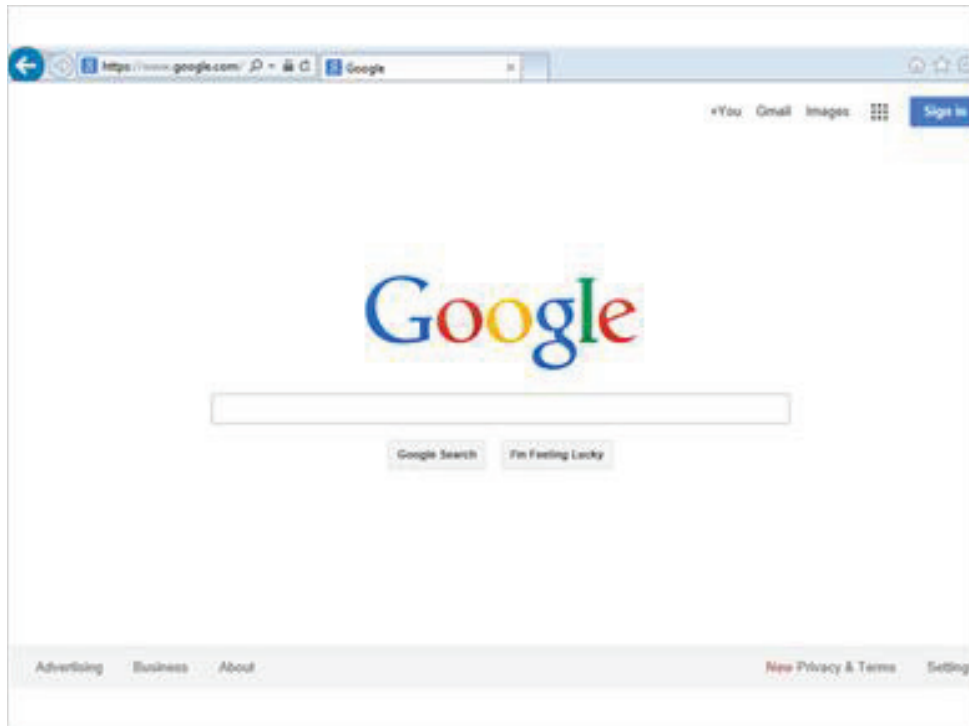 https://www.google.com/ Google
+You Gmail Images Sign in
Google
Google Search I'm Feeling Lucky
Advertising Business About New Privacy & Terms Setting